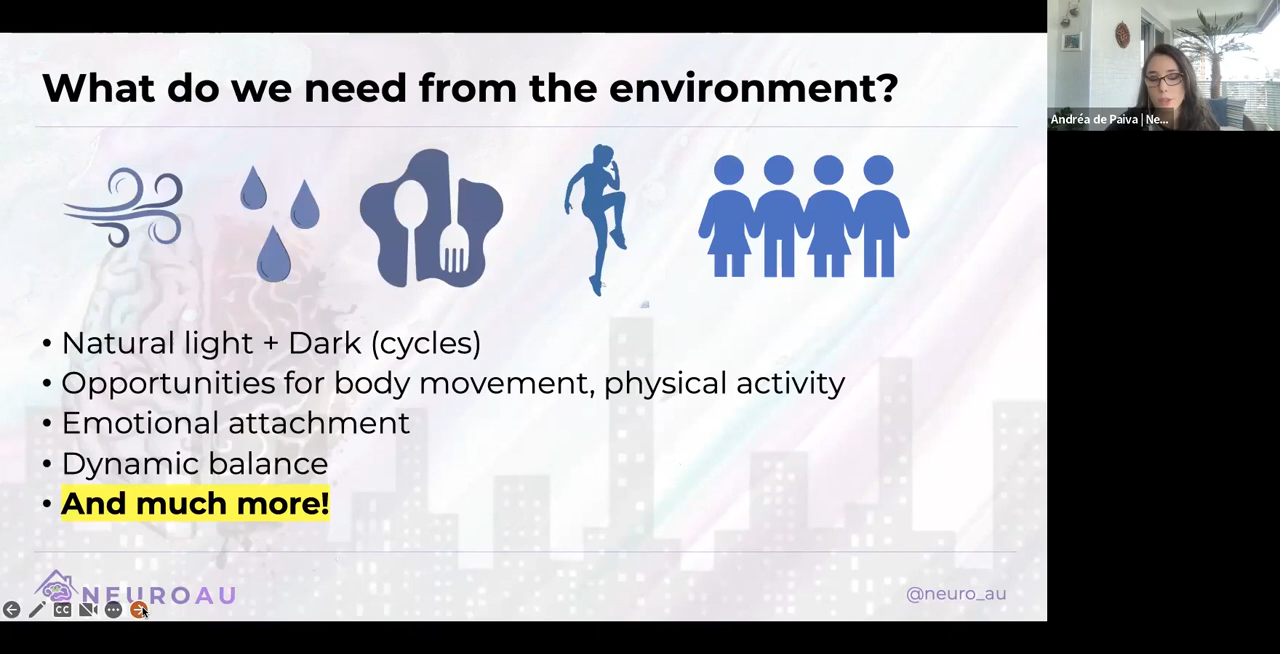 What do we need from the environment?
Andréa de Paiva | Ne...
• Natural light + Dark (cycles)
• Opportunities for body movement, physical activity
• Emotional attachment
• Dynamic balance
• And much more!
NEUROAU
@neuro_au
CC